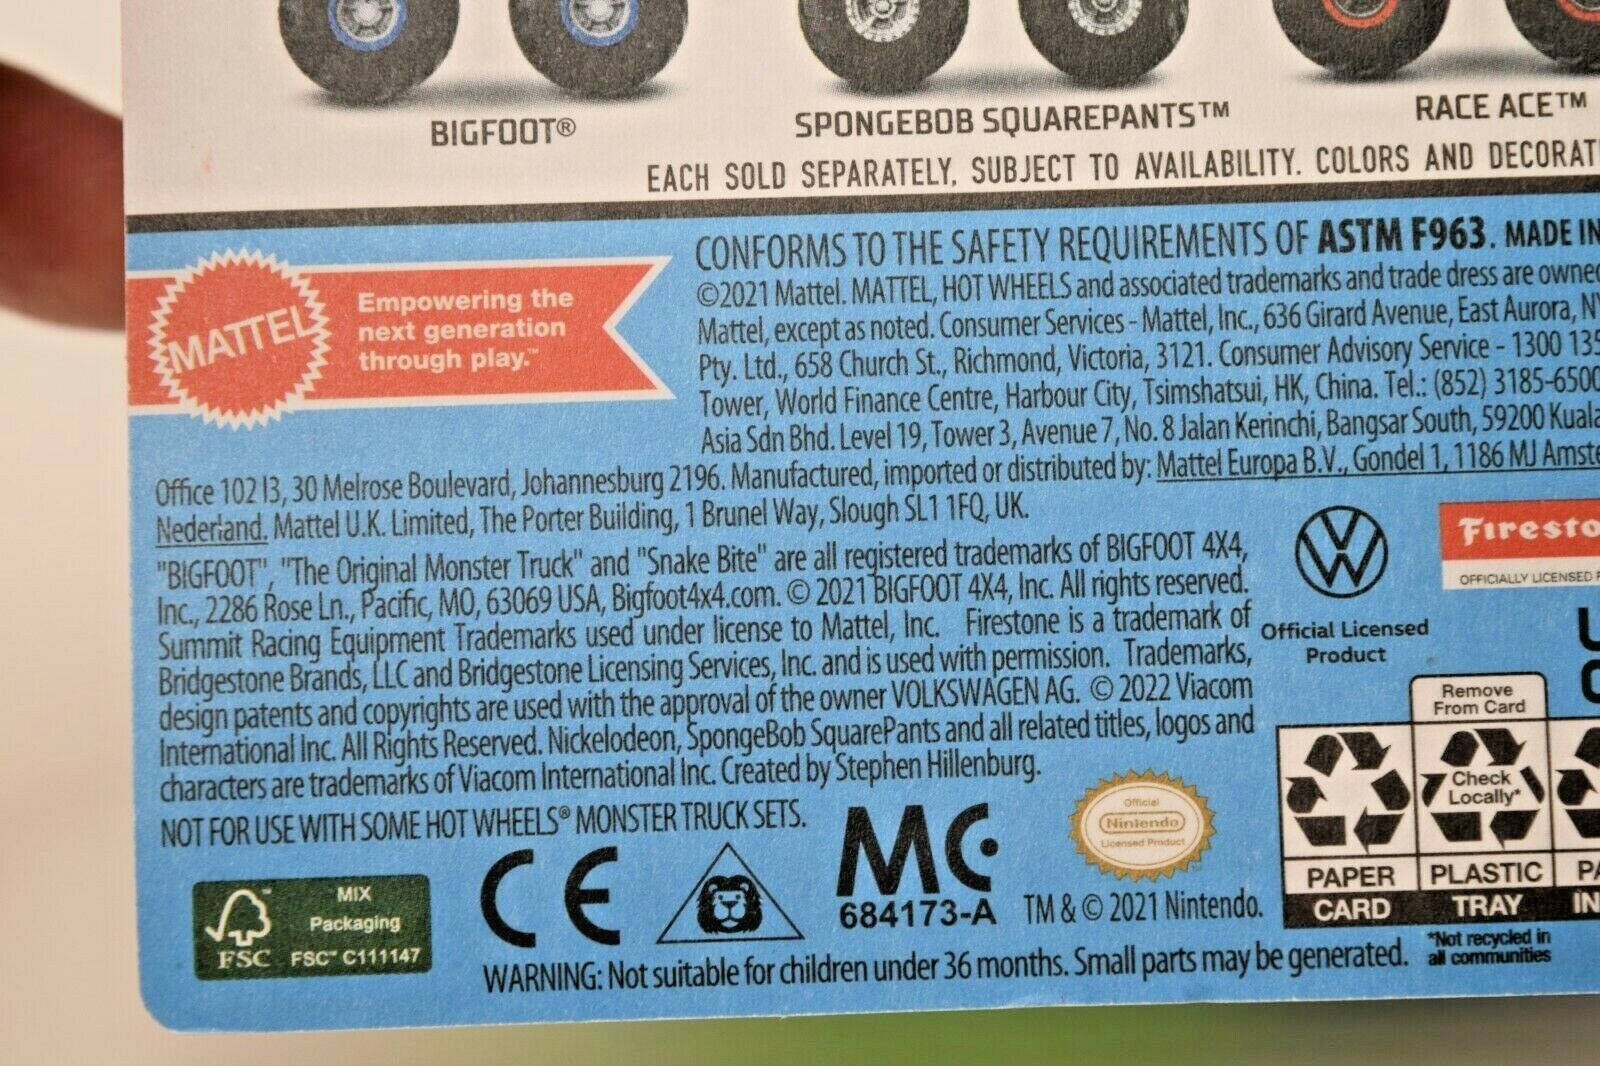 BIGFOOT®
SPONGEBOB SQUAREPANTS™
RACE ACE™
EACH SOLD SEPARATELY, SUBJECT TO AVAILABILITY. COLORS AND DECORAT
MATTEL
Empowering the
next generation
through play.™
CONFORMS TO THE SAFETY REQUIREMENTS OF ASTM F963. MADE IN
©2021 Mattel. MATTEL, HOT WHEELS and associated trademarks and trade dress are owned
Mattel, except as noted. Consumer Services - Mattel, Inc., 636 Girard Avenue, East Aurora, NY
Pty. Ltd., 658 Church St., Richmond, Victoria, 3121. Consumer Advisory Service - 1300 135
Tower, World Finance Centre, Harbour City, Tsimshatsui, HK, China. Tel.: (852) 3185-6500
Asia Sdn Bhd. Level 19, Tower 3, Avenue 7, No. 8 Jalan Kerinchi, Bangsar South, 59200 Kuala
Office 102 I3, 30 Melrose Boulevard, Johannesburg 2196. Manufactured, imported or distributed by: Mattel Europa B.V., Gondel 1, 1186 MJ Amste
Nederland. Mattel U.K. Limited, The Porter Building, 1 Brunel Way, Slough SL1 1FQ, UK.
"BIGFOOT", "The Original Monster Truck" and "Snake Bite" are all registered trademarks of BIGFOOT 4X4,
Inc., 2286 Rose Ln., Pacific, MO, 63069 USA, Bigfoot4x4.com. © 2021 BIGFOOT 4X4, Inc. All rights reserved.
Summit Racing Equipment Trademarks used under license to Mattel, Inc. Firestone is a trademark of
Bridgestone Brands, LLC and Bridgestone Licensing Services, Inc. and is used with permission. Trademarks,
design patents and copyrights are used with the approval of the owner VOLKSWAGEN AG. © 2022 Viacom
International Inc. All Rights Reserved. Nickelodeon, SpongeBob SquarePants and all related titles, logos and
characters are trademarks of Viacom International Inc. Created by Stephen Hillenburg.
NOT FOR USE WITH SOME HOT WHEELS® MONSTER TRUCK SETS.
VW
Official Licensed
Product
Firesto
OFFICIALLY LICENSED P
U
C
Remove
From Card
Check
Locally*
PAPER
CARD
PLASTIC
TRAY
PA
IN
*Not recycled in
all communities
FSC™
MIX
Packaging
FSC™ C111147
CE
MC
684173-A
Official
Nintendo
Licensed Product
TM & © 2021 Nintendo.
WARNING: Not suitable for children under 36 months. Small parts may be generated.